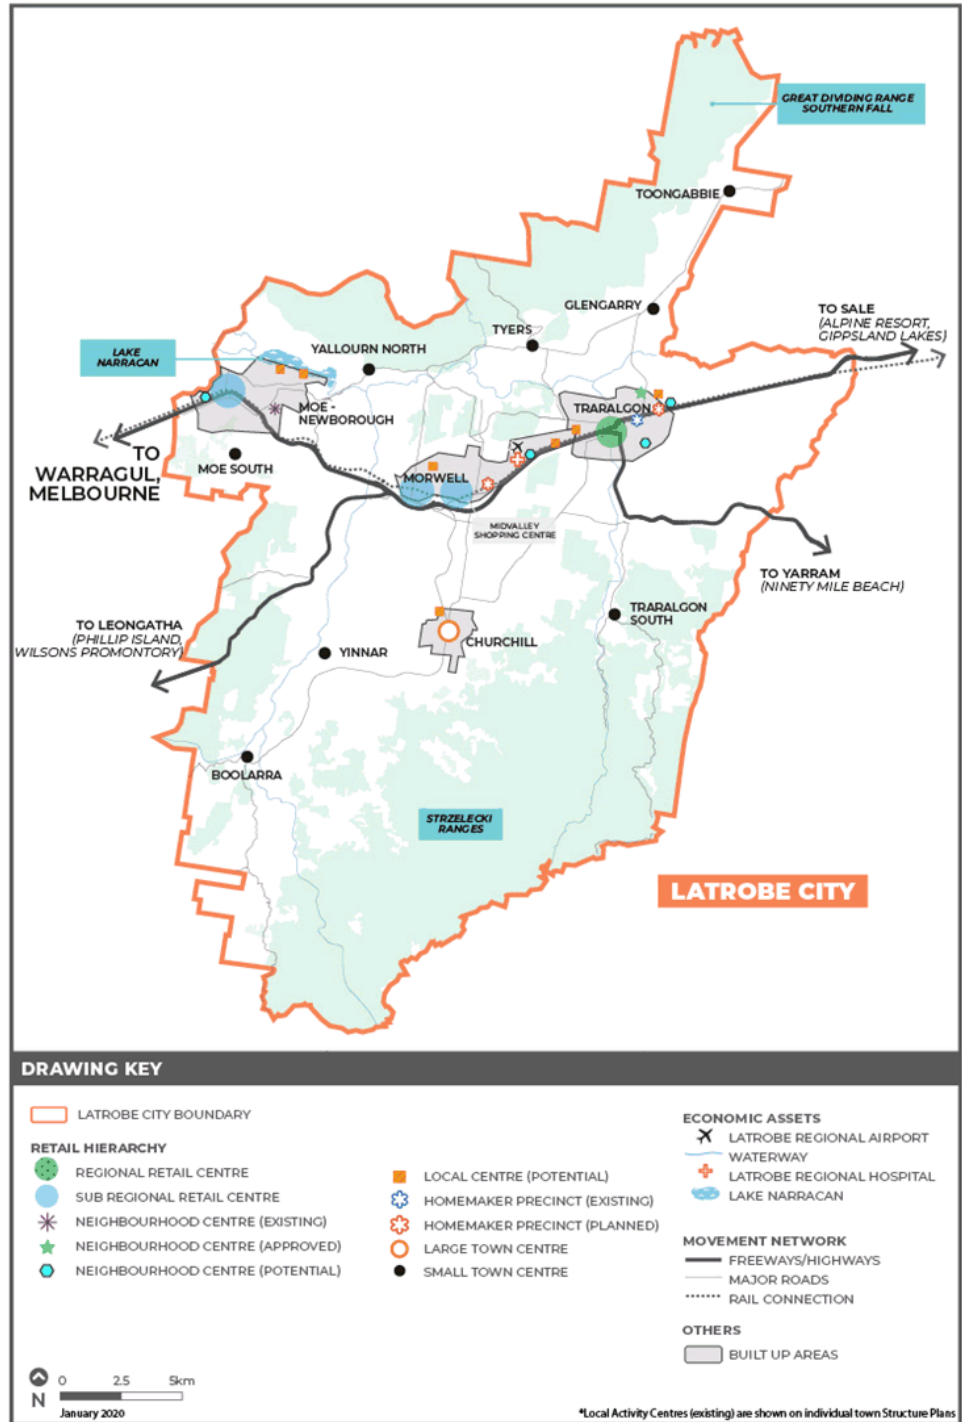 GREAT DIVIDING RANGE
SOUTHERN FALL
TOONGABBIE
GLENGARRY
TO SALE
(ALPINE RESORT,
GIPPSLAND LAKES)
TYERS
LAKE
NARRACAN
YALLOURN NORTH
MOE -
NEWBOROUGH
TRARALGON
TO
WARRAGUL,
MELBOURNE
MOE SOUTH
MORWELL
MIDVALLEY
SHOPPING CENTRE
TO YARRAM
(NINETY MILE BEACH)
TRARALGON
SOUTH
TO LEONGATHA
(PHILLIP ISLAND,
WILSONS PROMONTORY)
CHURCHILL
YINNAR
BOOLARRA
STRZELECKI
RANGES
LATROBE CITY
DRAWING KEY
LATROBE CITY BOUNDARY
RETAIL HIERARCHY
REGIONAL RETAIL CENTRE
SUB REGIONAL RETAIL CENTRE
NEIGHBOURHOOD CENTRE (EXISTING)
NEIGHBOURHOOD CENTRE (APPROVED)
NEIGHBOURHOOD CENTRE (POTENTIAL)
LOCAL CENTRE (POTENTIAL)
HOMEMAKER PRECINCT (EXISTING)
HOMEMAKER PRECINCT (PLANNED)
LARGE TOWN CENTRE
SMALL TOWN CENTRE
ECONOMIC ASSETS
LATROBE REGIONAL AIRPORT
WATERWAY
LATROBE REGIONAL HOSPITAL
LAKE NARRACAN
MOVEMENT NETWORK
FREEWAYS/HIGHWAYS
MAJOR ROADS
RAIL CONNECTION
OTHERS
BUILT UP AREAS
0 2.5 5km
N
January 2020
*Local Activity Centres (existing) are shown on individual town Structure Plans